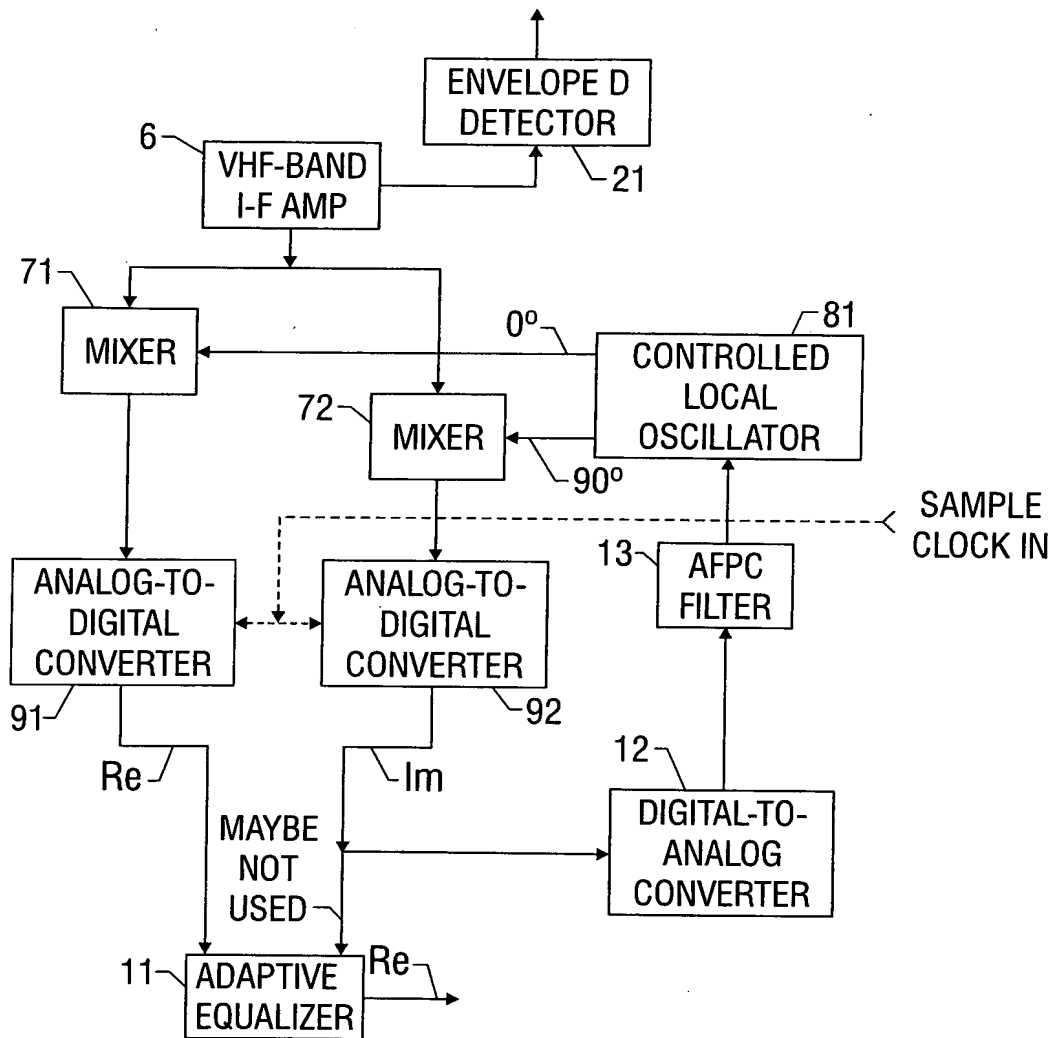 ENVELOPE D
DETECTOR
21
6
VHF-BAND
I-F AMP
71
MIXER
0º
81
CONTROLLED
LOCAL
OSCILLATOR
72
MIXER
90º
SAMPLE
CLOCK IN
13
AFPC
FILTER
ANALOG-TO-
DIGITAL
CONVERTER
91
ANALOG-TO-
DIGITAL
CONVERTER
92
Re
Im
12
DIGITAL-TO-
ANALOG
CONVERTER
MAYBE
NOT
USED
11
ADAPTIVE
EQUALIZER
Re